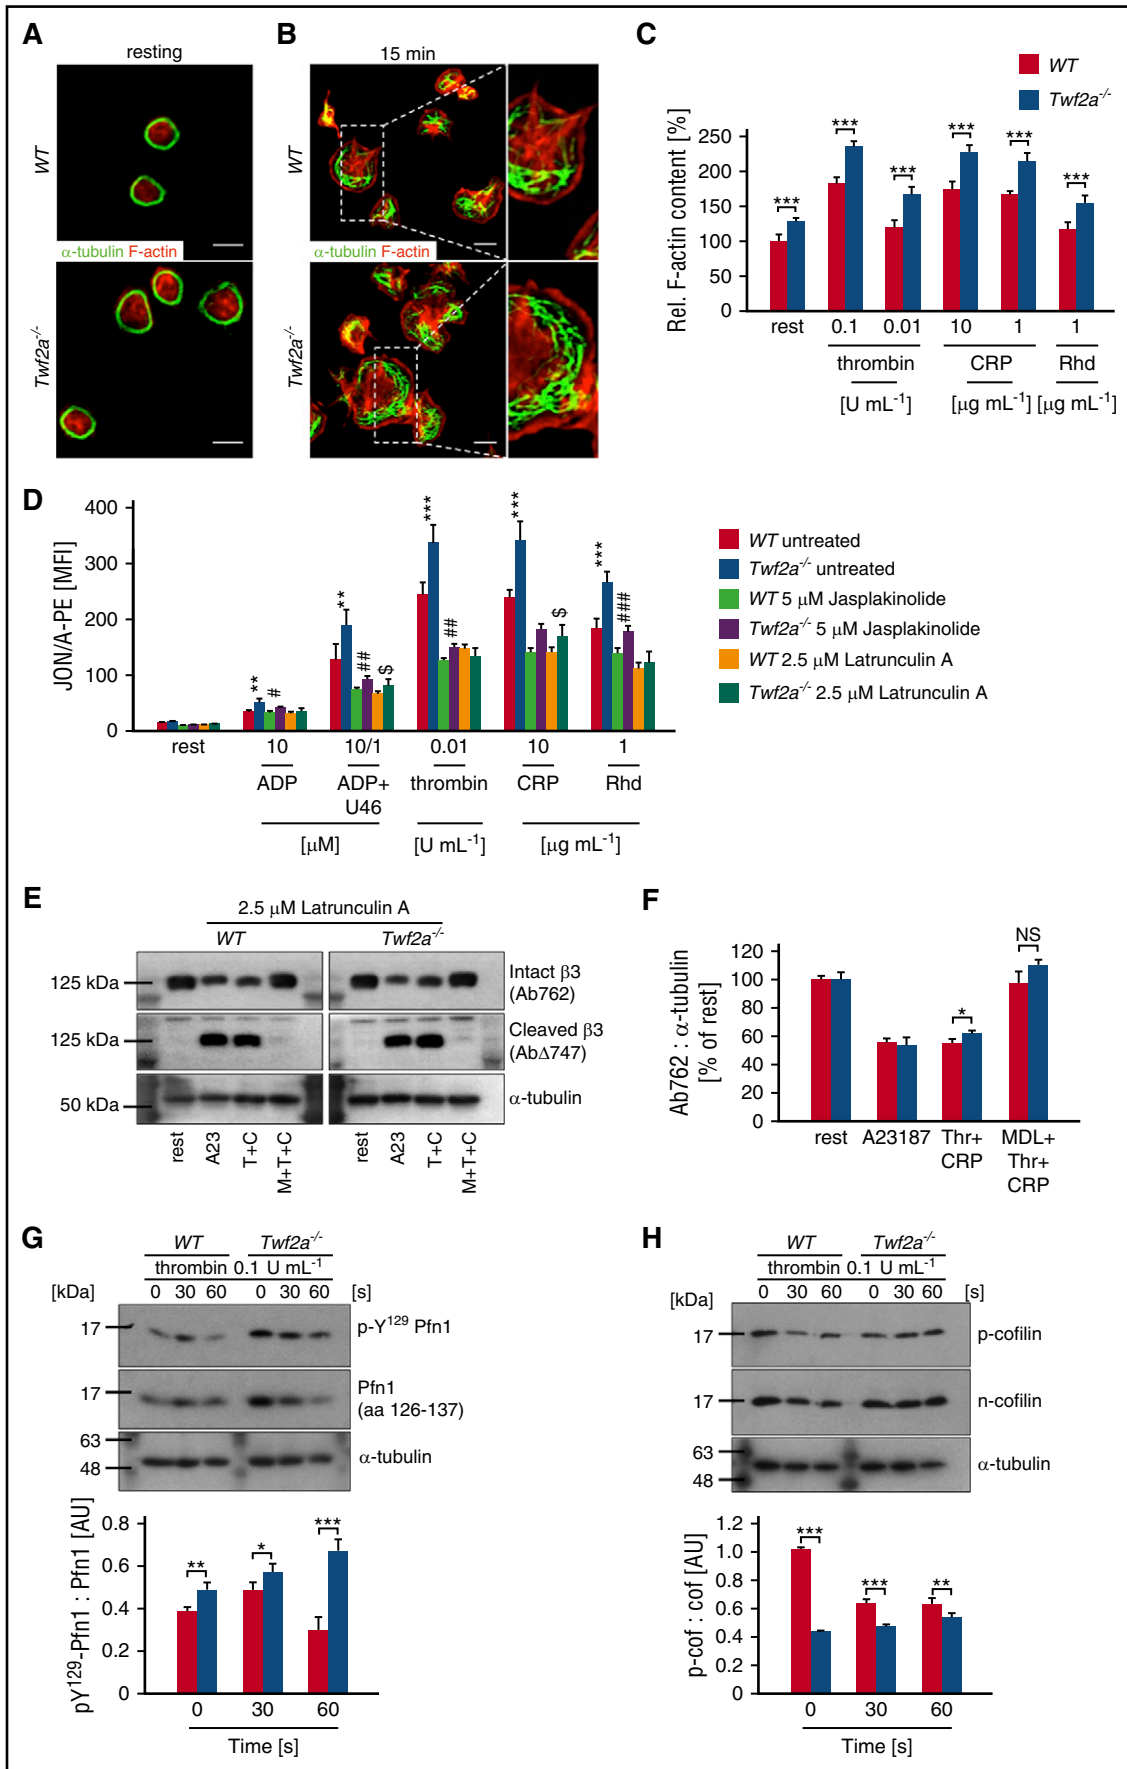 A
resting
WT
α-tubulin F-actin
Twf2a-/-
B
15 min
WT
α-tubulin F-actin
Twf2a-/-
C
WT
Twf2a-/-
Rel. F-actin content [%]
250
200
150
100
50
0
*** *** *** *** *** ***
rest 0.1 0.01 10 1 1
thrombin CRP Rhd
[U mL-1] [μg mL-1] [μg mL-1]
D
JON/A-PE [MFI]
400
300
200
100
0
** # ** ## $ *** ## *** $ *** ###
rest 10 10/1 0.01 10 1
ADP ADP+ thrombin CRP Rhd
U46
[μM] [U mL-1] [μg mL-1]
WT untreated
Twf2a-/- untreated
WT 5 μM Jasplakinolide
Twf2a-/- 5 μM Jasplakinolide
WT 2.5 μM Latrunculin A
Twf2a-/- 2.5 μM Latrunculin A
E
2.5 μM Latrunculin A
WT Twf2a-/-
125 kDa
Intact β3
(Ab762)
125 kDa
Cleaved β3
(AbΔ747)
50 kDa
α-tubulin
rest A23 T+C M+T+C rest A23 T+C M+T+C
F
Ab762 : α-tubulin
[% of rest]
120
100
80
60
40
20
0
* NS
rest A23187 Thr+ MDL+
CRP Thr+
CRP
G
WT Twf2a-/-
thrombin 0.1 U mL-1
[kDa] 0 30 60 0 30 60 [s]
17 p-Y129 Pfn1
17 Pfn1
(aa 126-137)
63
48 α-tubulin
pY129-Pfn1 : Pfn1 [AU]
0.8
0.6
0.4
0.2
0
** * ***
0 30 60
Time [s]
H
WT Twf2a-/-
thrombin 0.1 U mL-1
[kDa] 0 30 60 0 30 60 [s]
17 p-cofilin
17 n-cofilin
63
48 α-tubulin
p-cof : cof [AU]
1.2
1.0
0.8
0.6
0.4
0.2
0
*** *** **
0 30 60
Time [s]